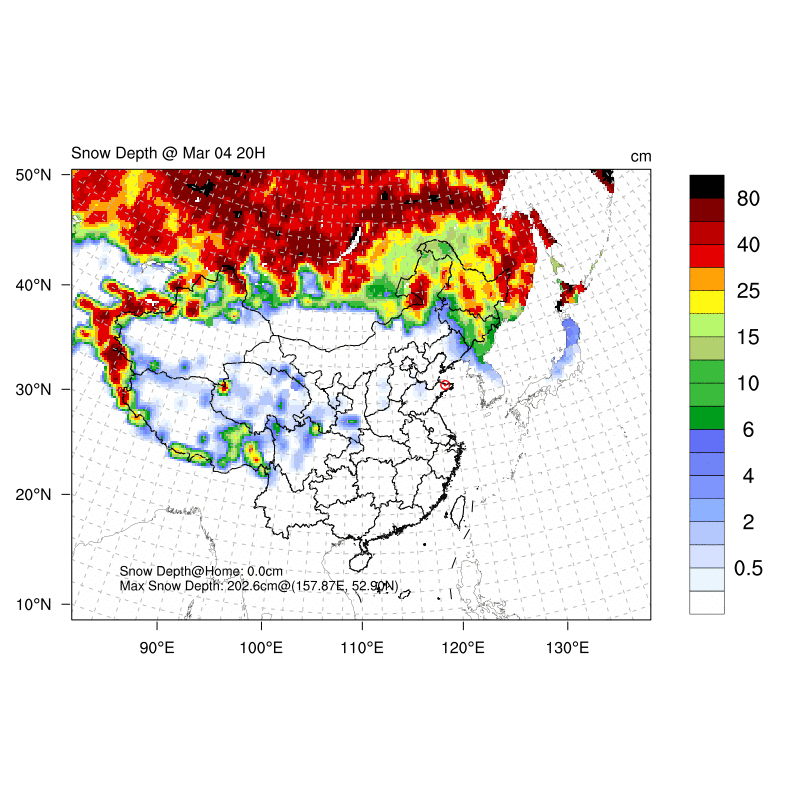 Snow Depth @ Mar 04 20H
cm
50°N
40°N
30°N
20°N
10°N
90°E
100°E
110°E
120°E
130°E
80
40
25
15
10
6
4
2
0.5
Snow Depth@Home: 0.0cm
Max Snow Depth: 202.6cm@(157.87E, 52.90N)